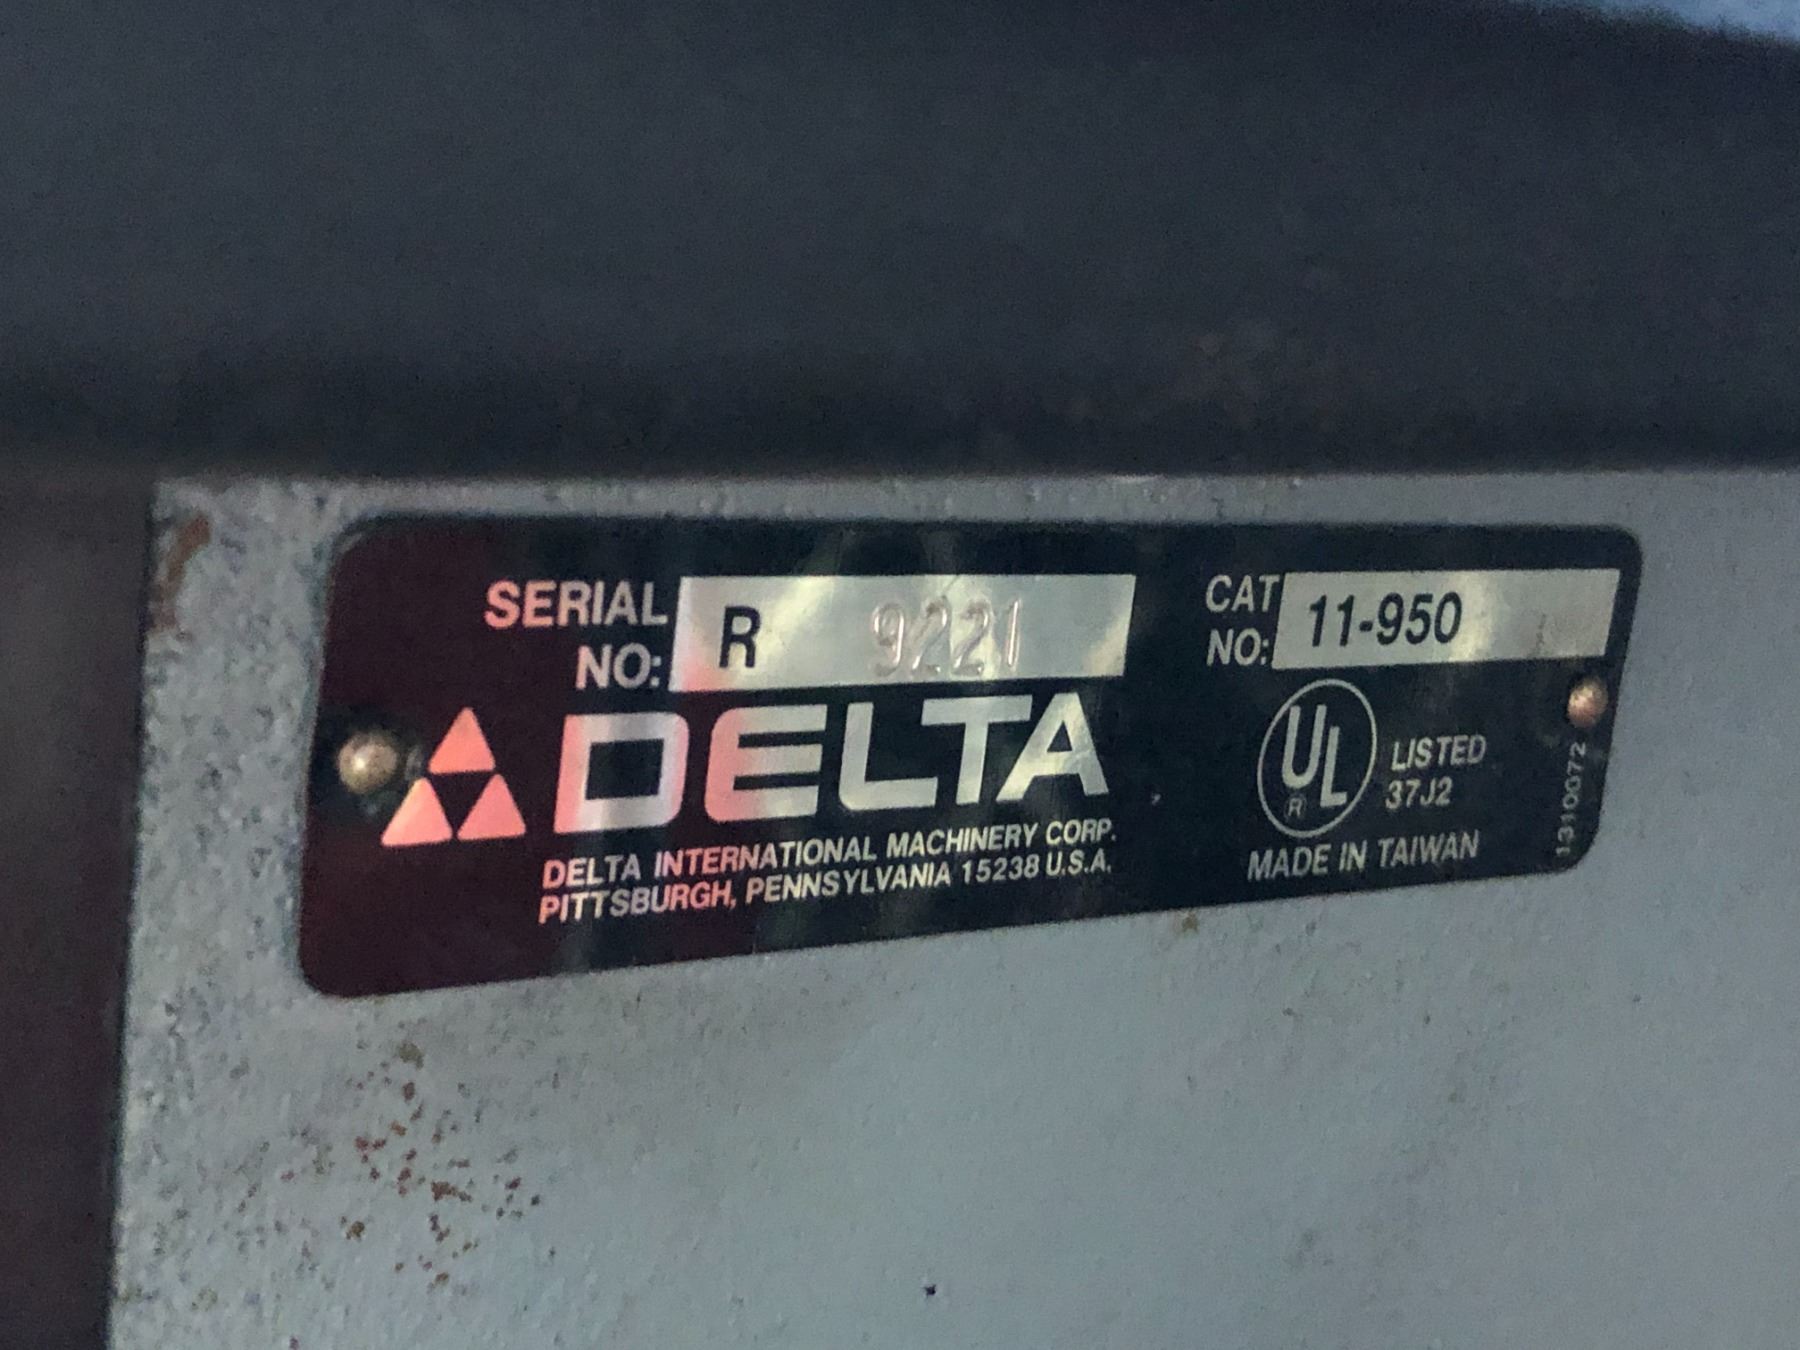 SERIAL
NO: R 9221
CAT
NO: 11-950
DELTA
DELTA INTERNATIONAL MACHINERY CORP.
PITTSBURGH, PENNSYLVANIA 15238 U.S.A.
UL ®
LISTED
37J2
MADE IN TAIWAN
1310072